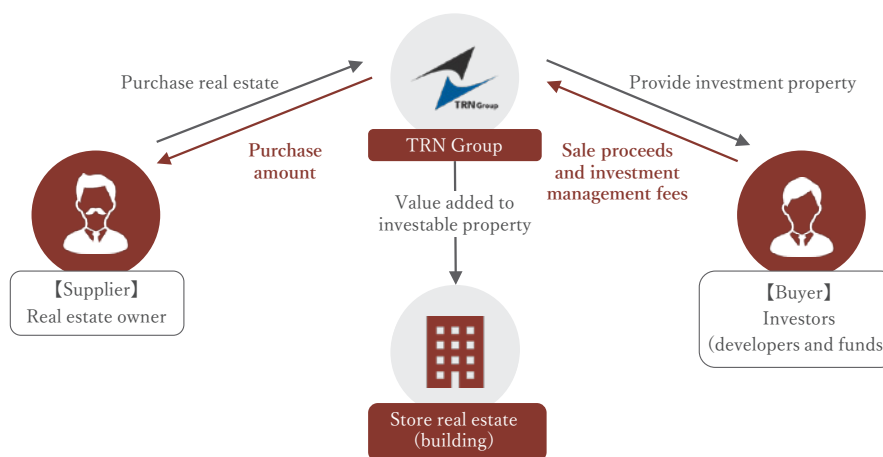 TRN Group
TRN Group
Purchase real estate
Purchase
amount
Provide investment property
Sale proceeds
and investment
management fees
Value added to
investable property
【Supplier】
Real estate owner
【Buyer】
Investors
(developers and funds
Store real estate
(building)